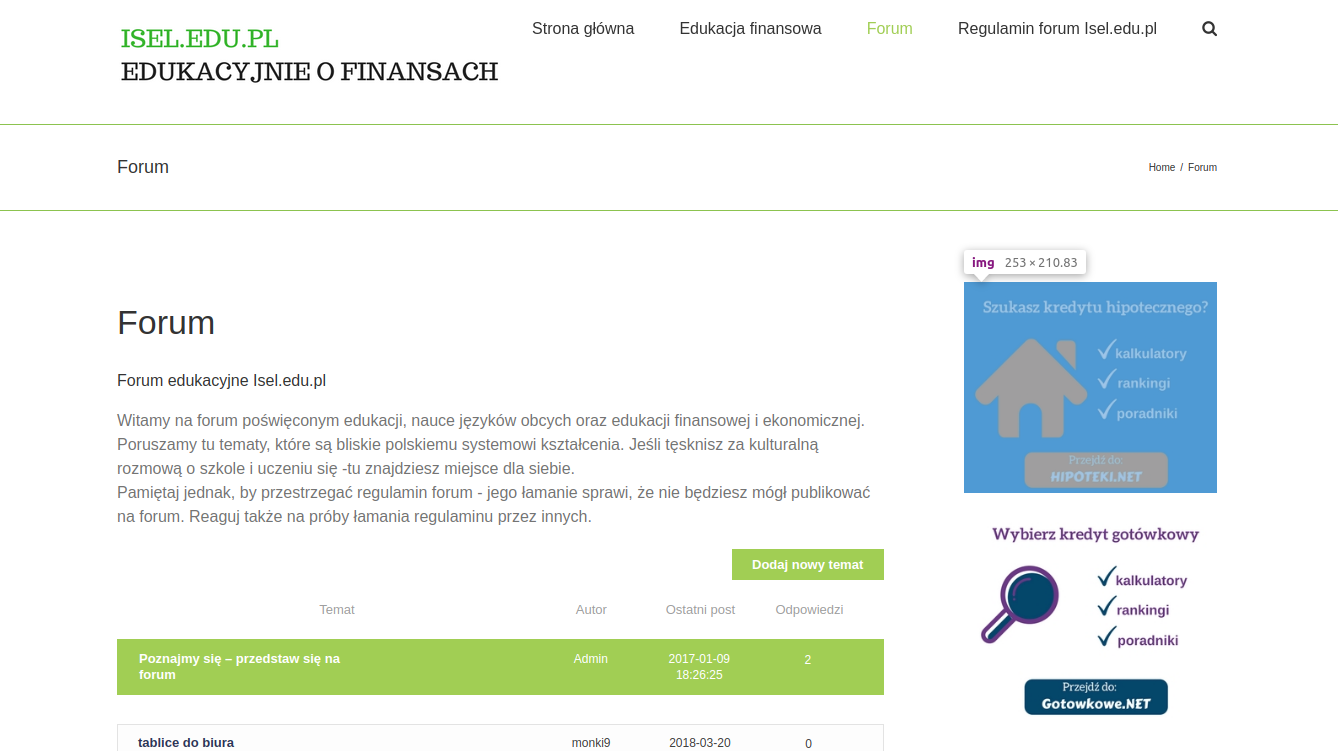 ISEL.EDU.PL
EDUKACYJNIE O FINANSACH
Strona główna
Edukacja finansowa
Forum
Regulamin forum Isel.edu.pl
Forum
Home / Forum
Forum
Forum edukacyjne Isel.edu.pl
Witamy na forum poświęconym edukacji, nauce języków obcych oraz edukacji finansowej i ekonomicznej.
Poruszamy tu tematy, które są bliskie polskiemu systemowi kształcenia. Jeśli tęsknisz za kulturalną
rozmową o szkole i uczeniu się -tu znajdziesz miejsce dla siebie.
Pamiętaj jednak, by przestrzegać regulamin forum - jego łamanie sprawi, że nie będziesz mógł publikować
na forum. Reaguj także na próby łamania regulaminu przez innych.
Dodaj nowy temat
Temat
Autor
Ostatni post
Odpowiedzi
Poznajmy się – przedstaw się na
forum
Admin
2017-01-09
18:26:25
2
tablice do biura
monki9
2018-03-20
0
img 253 × 210.83
Szukasz kredytu hipotecznego?
kalkulatory
rankingi
poradniki
Przejdź do:
HIPOTEKI.NET
Wybierz kredyt gotówkowy
kalkulatory
rankingi
poradniki
Przejdź do:
Gotowkowe.NET